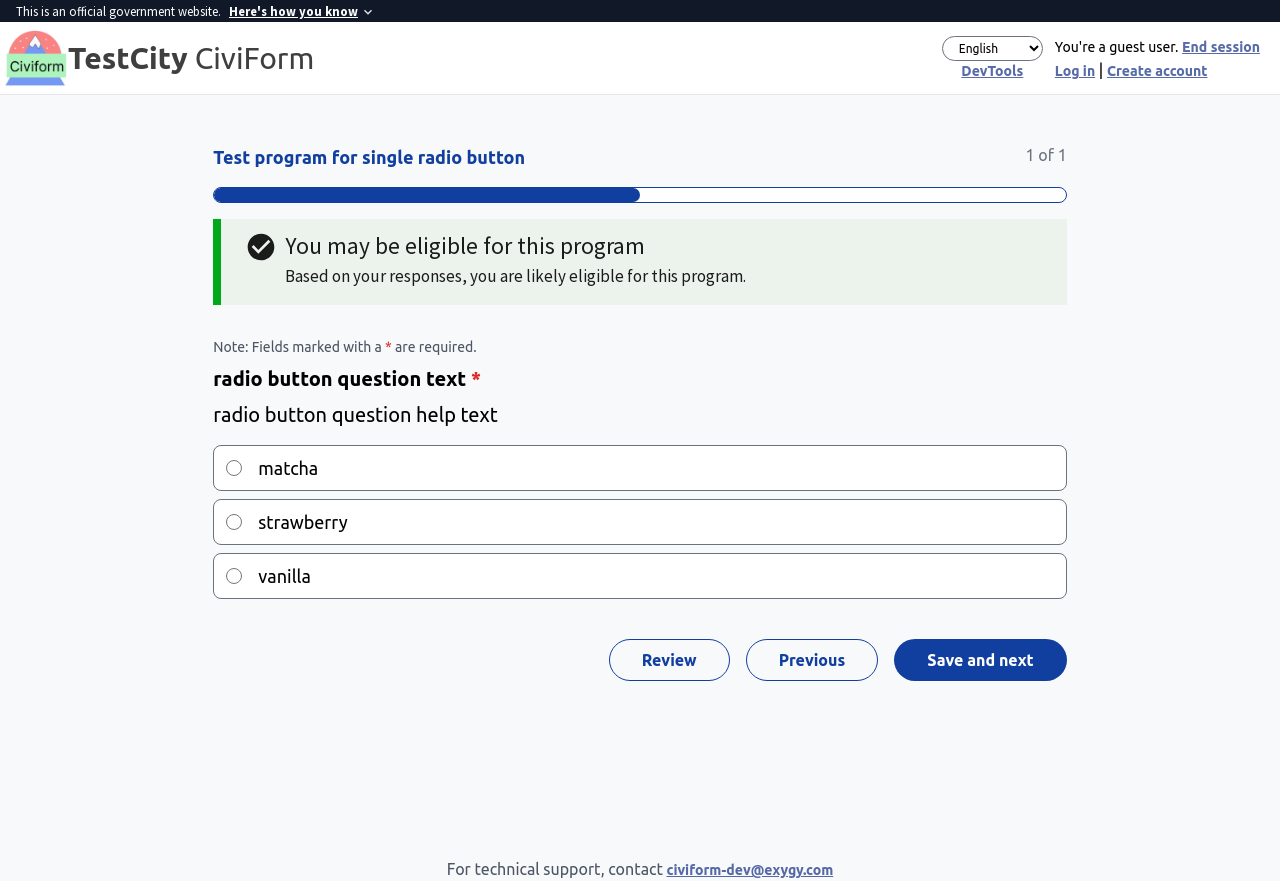 This is an official government website. Here's how you know
Civiform
TestCity CiviForm
English
You're a guest user. End session
DevTools
Log in | Create account
Test program for single radio button
1 of 1
You may be eligible for this program
Based on your responses, you are likely eligible for this program.
Note: Fields marked with a * are required.
radio button question text *
radio button question help text
matcha
strawberry
vanilla
Review
Previous
Save and next
For technical support, contact civiform-dev@exygy.com